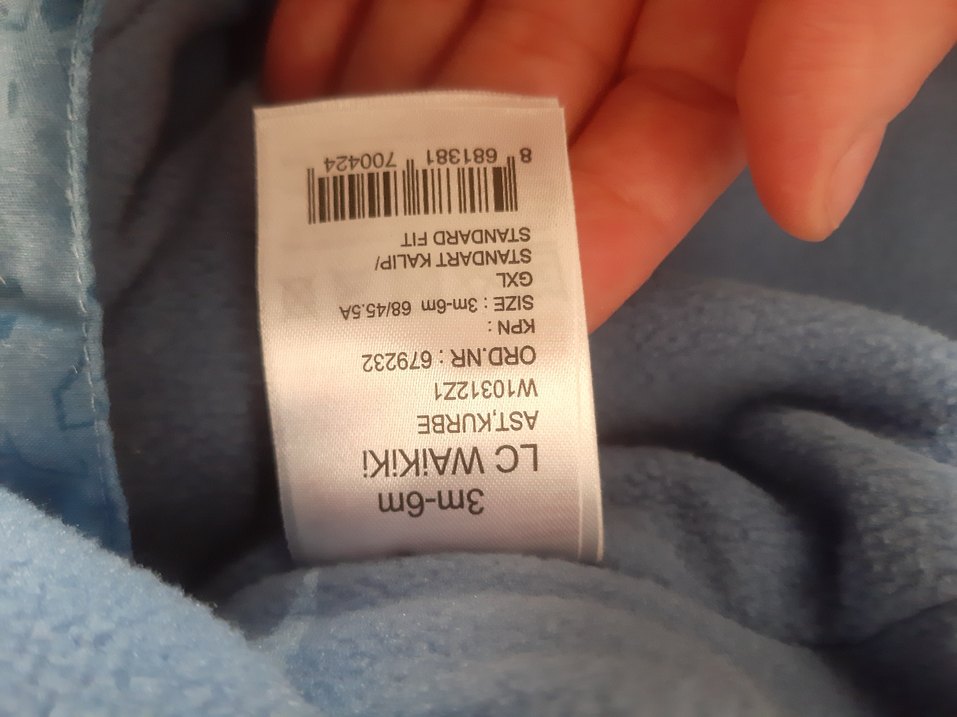 3m-6m
LC WAiKiKi
AST,KURBE
W10312Z1
ORD.NR : 679232
KPN :
SIZE : 3m-6m 68/45.5A
GXL
STANDART KALIP/
STANDARD FIT
8 681381 700424